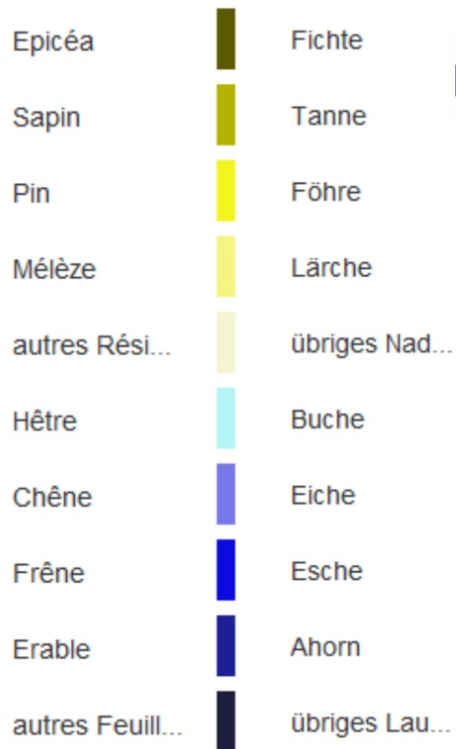 Epicéa Fichte
Sapin Tanne
Pin Föhre
Mélèze Lärche
autres Rési... übriges Nad...
Hêtre Buche
Chêne Eiche
Frêne Esche
Erable Ahorn
autres Feuill... übriges Lau...